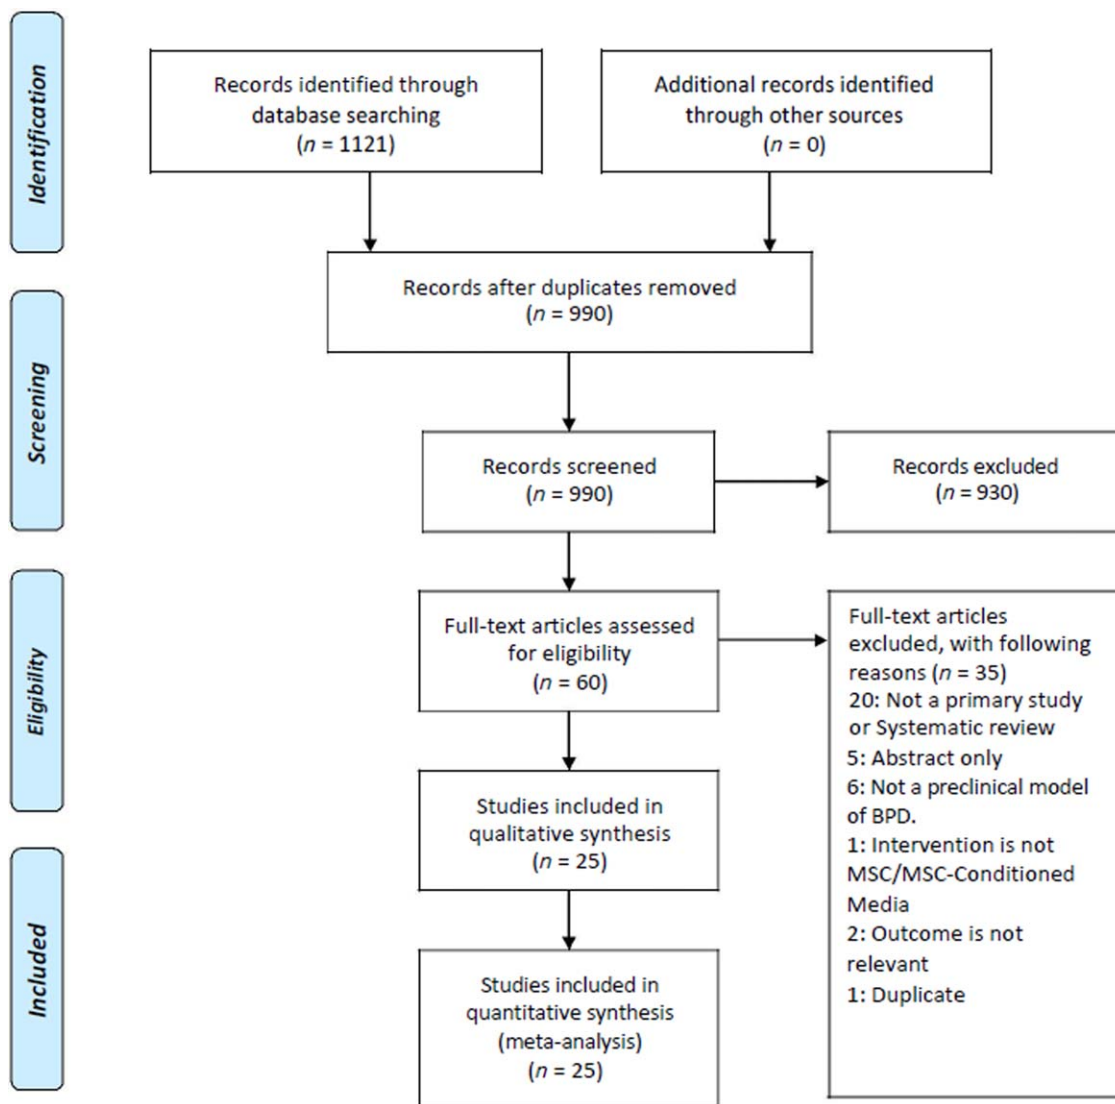 Identification
Records identified through
database searching
(n = 1121)
Additional records identified
through other sources
(n = 0)
Records after duplicates removed
(n = 990)
Screening
Records screened
(n = 990)
Records excluded
(n = 930)
Eligibility
Full-text articles assessed
for eligibility
(n = 60)
Full-text articles
excluded, with following
reasons (n = 35)
20: Not a primary study
or Systematic review
5: Abstract only
6: Not a preclinical model
of BPD.
1: Intervention is not
MSC/MSC-Conditioned
Media
2: Outcome is not
relevant
1: Duplicate
Studies included in
qualitative synthesis
(n = 25)
Included
Studies included in
quantitative synthesis
(meta-analysis)
(n = 25)